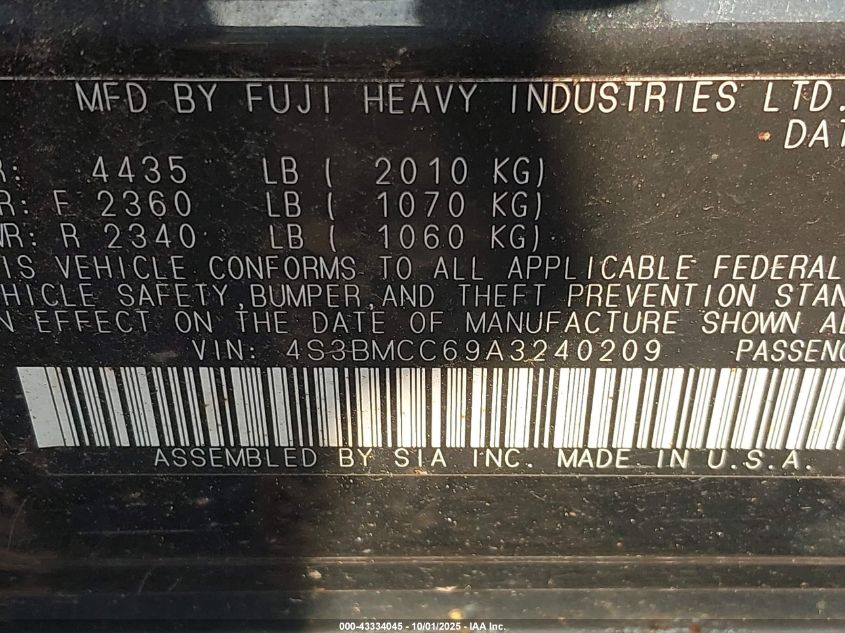 MFD BY FUJI HEAVY INDUSTRIES LTD.
DAT
R: 4435 LB ( 2010 KG)
R: F 2360 LB ( 1070 KG)
WR: R 2340 LB ( 1060 KG)
IS VEHICLE CONFORMS TO ALL APPLICABLE FEDERAL
EHICLE SAFETY,BUMPER,AND THEFT PREVENTION STAN
N EFFECT ON THE DATE OF MANUFACTURE SHOWN AB
VIN: 4S3BMCC69A3240209 PASSENG
ASSEMBLED BY SIA INC. MADE IN U.S.A.
000-43334045 - 10/01/2025 - IAA Inc.